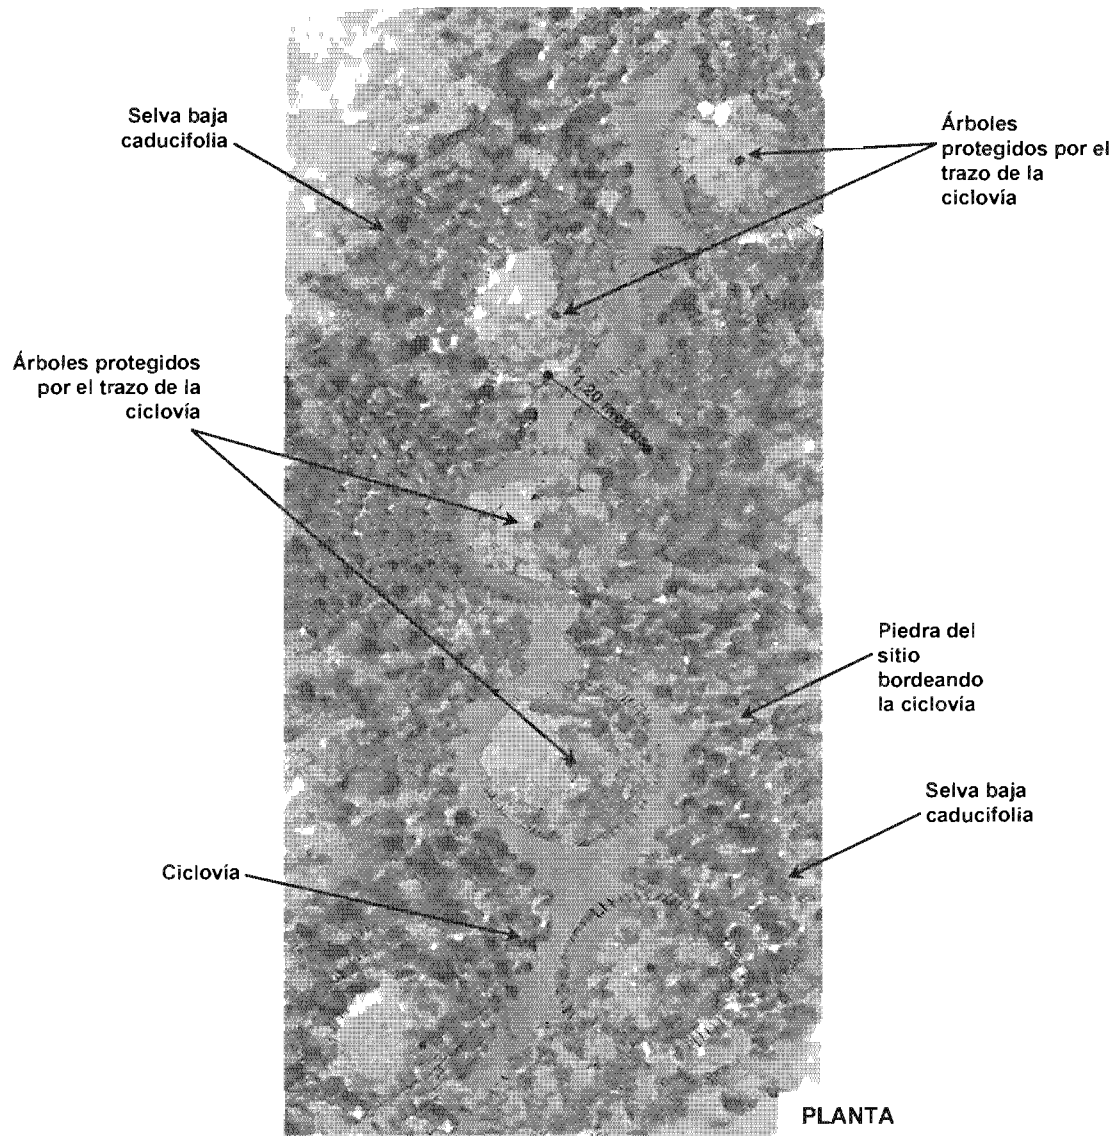 Selva baja
caducifolia
Árboles
protegidos por el
trazo de la
ciclovía
Árboles protegidos
por el trazo de la
ciclovía
1.20 metros
Piedra del
sitio
bordeando
la ciclovía
Selva baja
caducifolia
Ciclovía
PLANTA